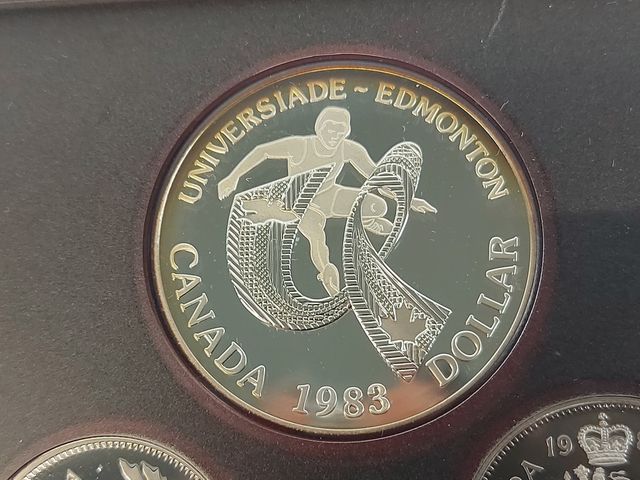 UNIVERSIADE ~ EDMONTON
CANADA 1983 DOLLAR